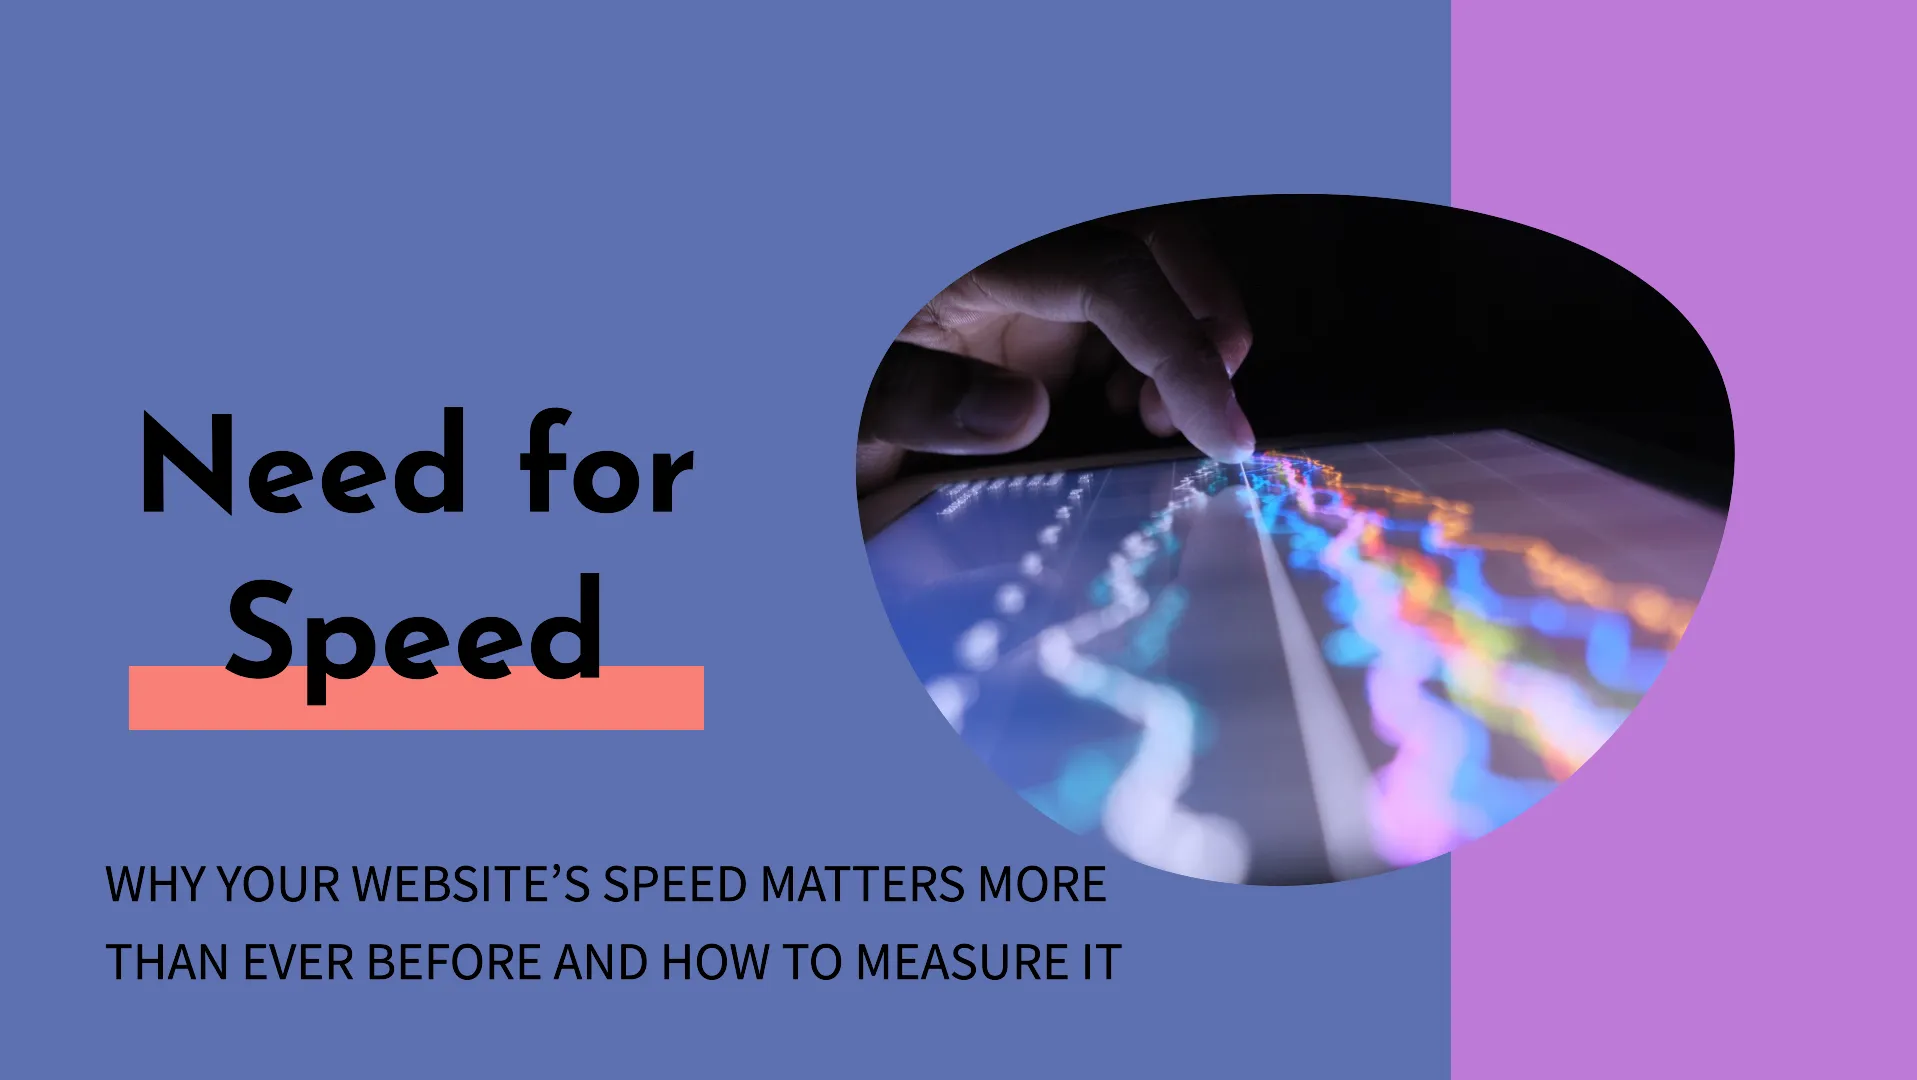 Need for
Speed
WHY YOUR WEBSITE’S SPEED MATTERS MORE
THAN EVER BEFORE AND HOW TO MEASURE IT